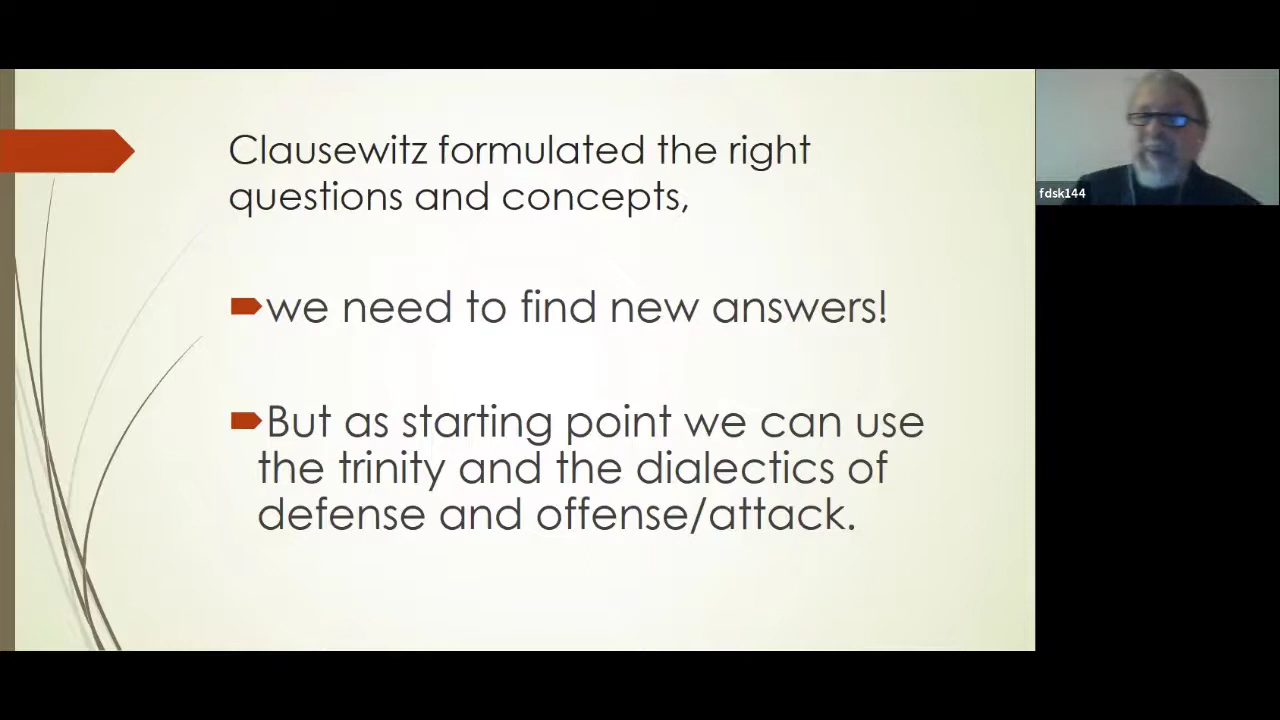 Clausewitz formulated the right
questions and concepts,
we need to find new answers!
But as starting point we can use
the trinity and the dialectics of
defense and offense/attack.
fdsk144